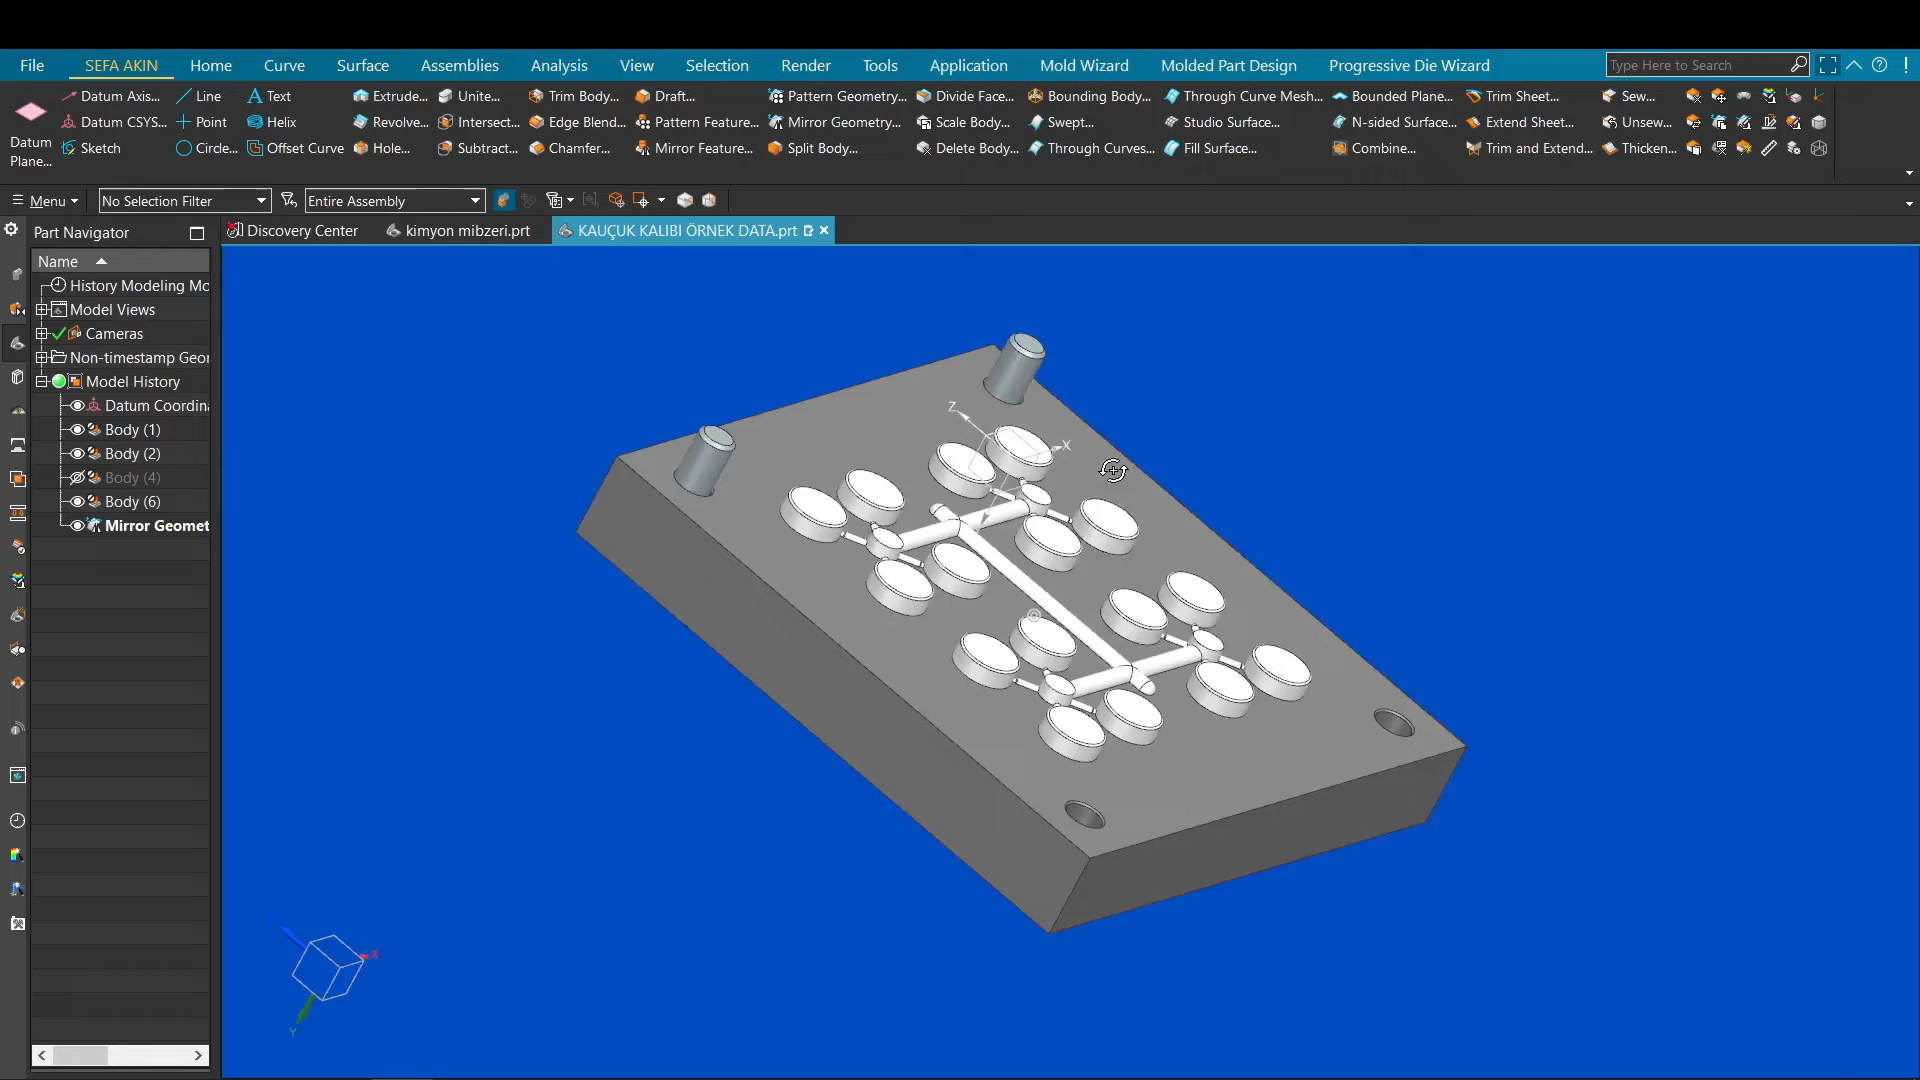 File SEFA AKIN Home Curve Surface Assemblies Analysis View Selection Render Tools Application Mold Wizard Molded Part Design Progressive Die Wizard Type Here to Search
Datum Axis... Line Text Extrude... Unite... Trim Body... Draft... Pattern Geometry... Divide Face... Bounding Body... Through Curve Mesh... Bounded Plane... Trim Sheet... Sew...
Datum CSYS... Point Helix Revolve... Intersect... Edge Blend... Pattern Feature... Mirror Geometry... Scale Body... Swept... Studio Surface... N-sided Surface... Extend Sheet... Unsew...
Datum Plane... Sketch Circle... Offset Curve Hole... Subtract... Chamfer... Mirror Feature... Split Body... Delete Body... Through Curves... Fill Surface... Combine... Trim and Extend... Thicken...
Menu No Selection Filter Entire Assembly
Part Navigator Discovery Center kimyon mibzeri.prt KAUÇUK KALIBI ÖRNEK DATA.prt
Name
History Modeling Mo
Model Views
Cameras
Non-timestamp Geor
Model History
Datum Coordina
Body (1)
Body (2)
Body (4)
Body (6)
Mirror Geomet
Z
X
X
Y